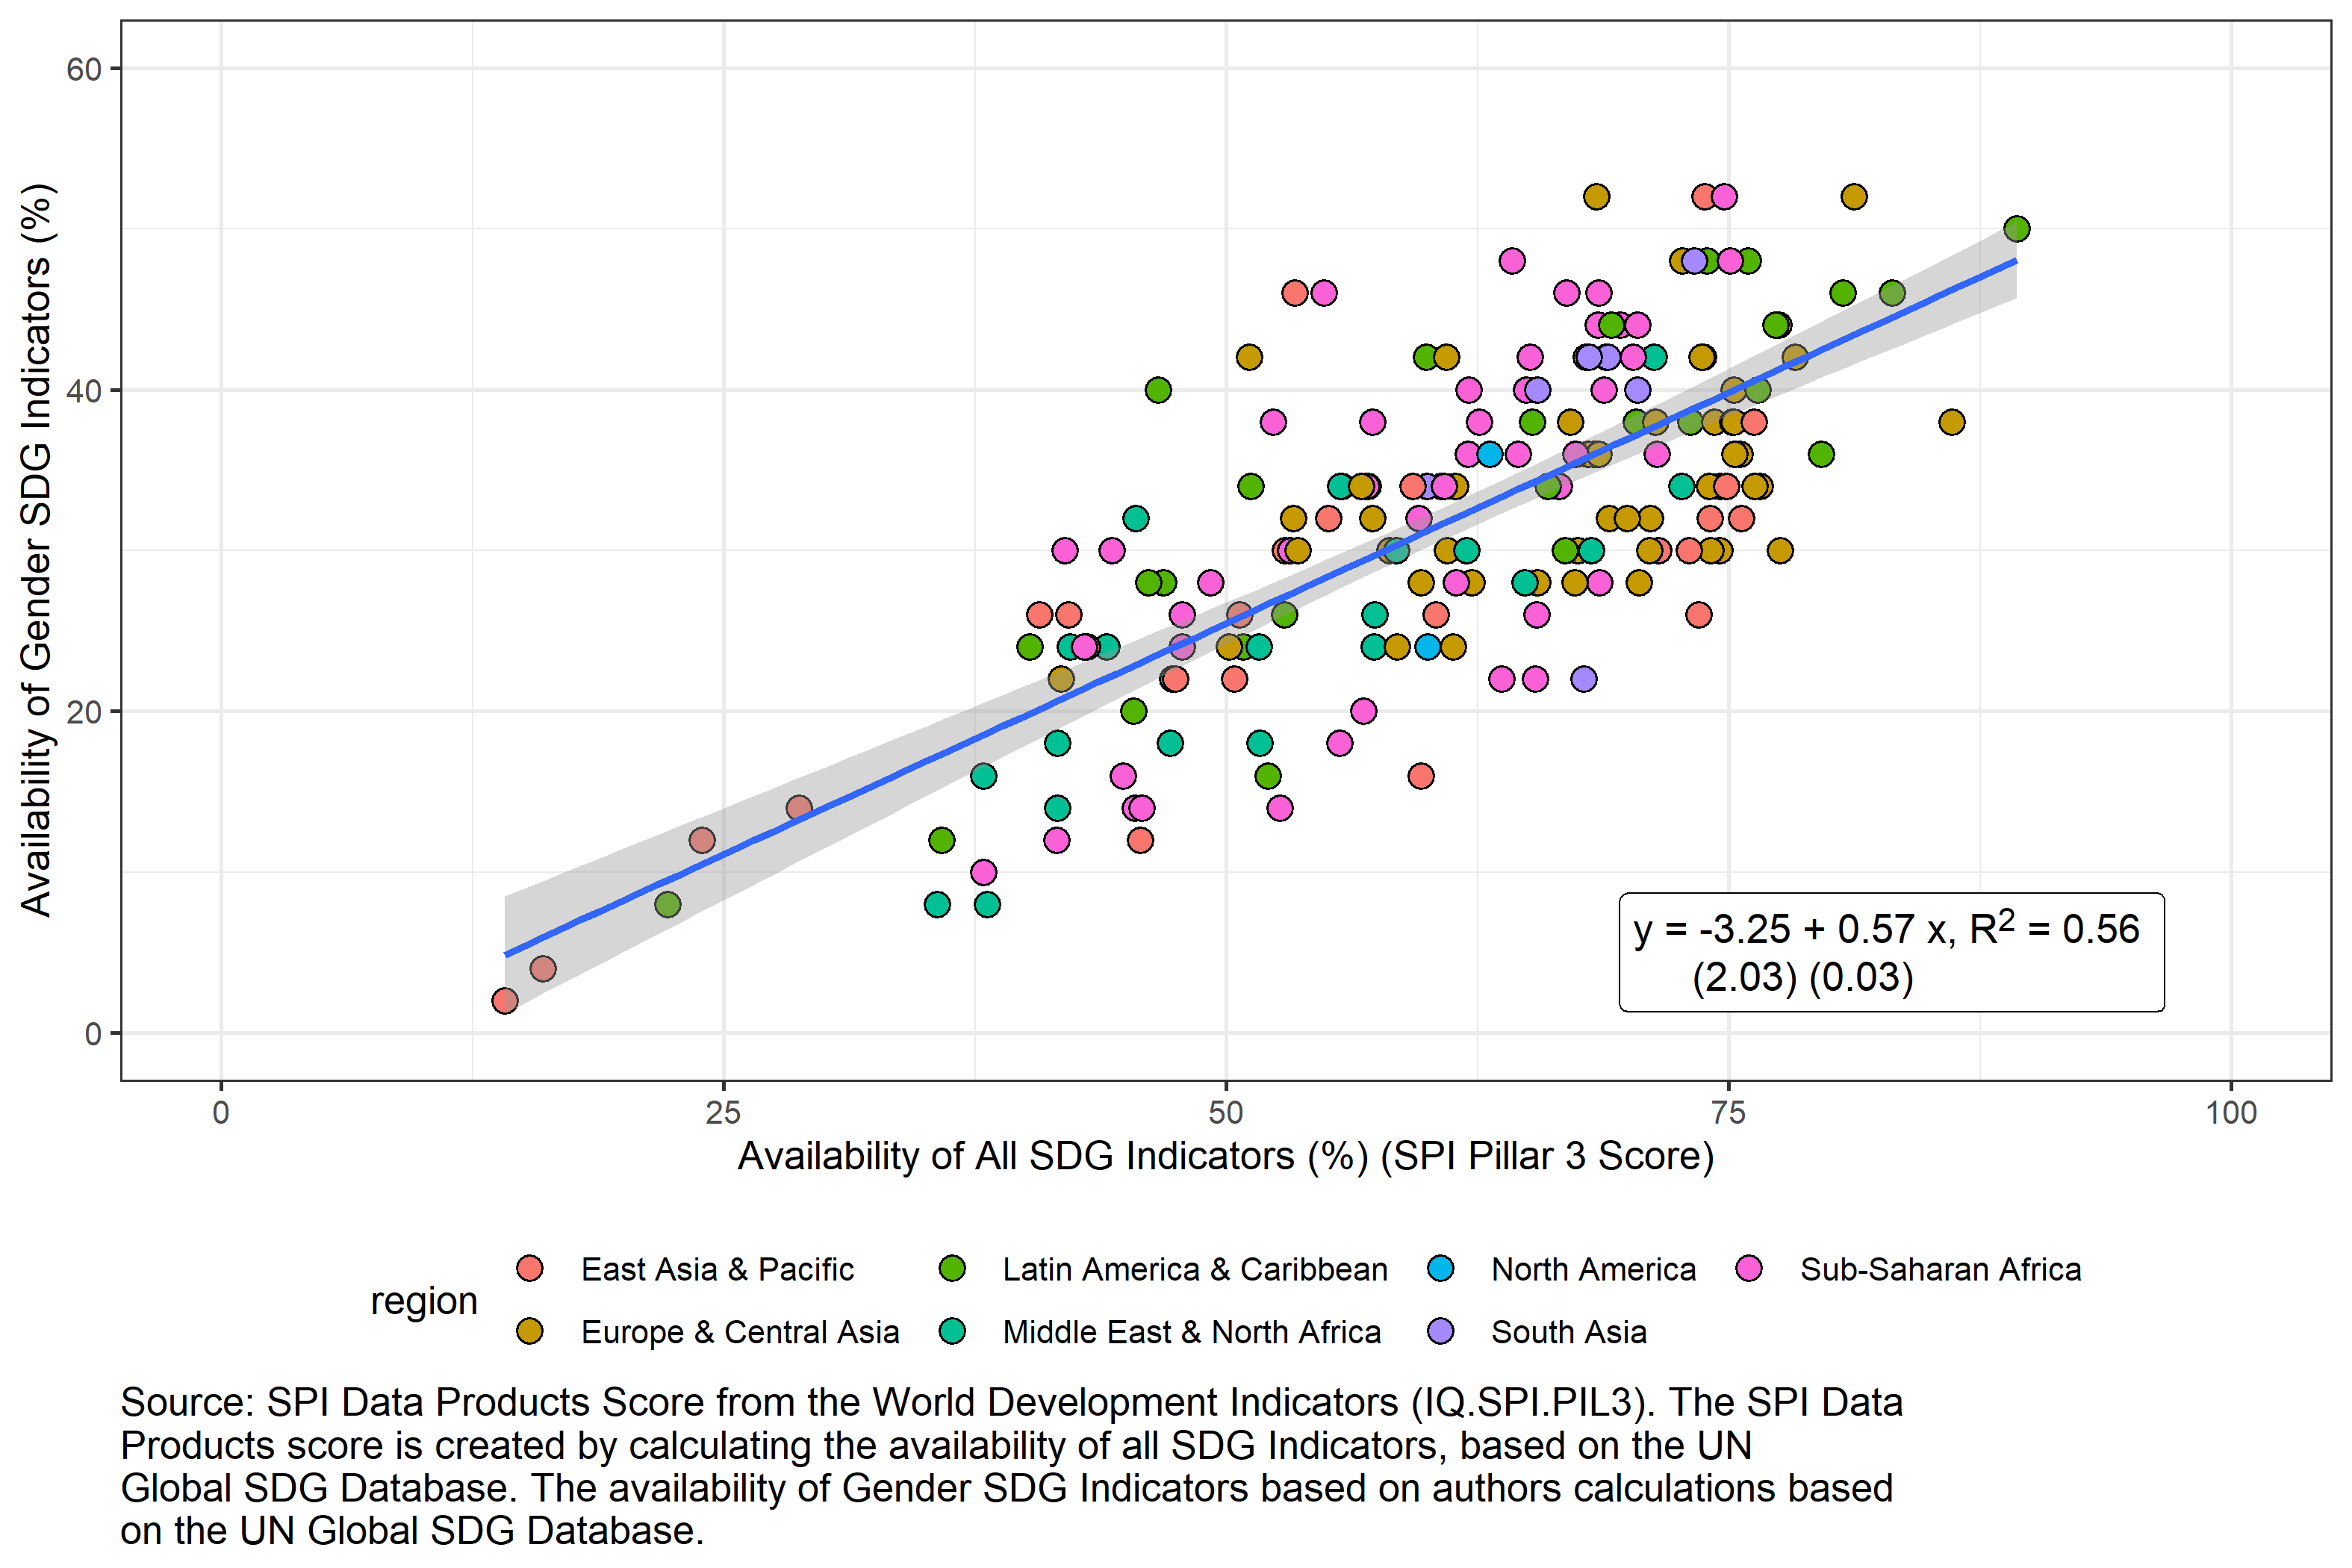 60
40
20
0
Availability of Gender SDG Indicators (%)
y = -3.25 + 0.57 x, R² = 0.56
(2.03) (0.03)
0 25 50 75 100
Availability of All SDG Indicators (%) (SPI Pillar 3 Score)
region
East Asia & Pacific
Latin America & Caribbean
North America
Sub-Saharan Africa
Europe & Central Asia
Middle East & North Africa
South Asia
Source: SPI Data Products Score from the World Development Indicators (IQ.SPI.PIL3). The SPI Data
Products score is created by calculating the availability of all SDG Indicators, based on the UN
Global SDG Database. The availability of Gender SDG Indicators based on authors calculations based
on the UN Global SDG Database.